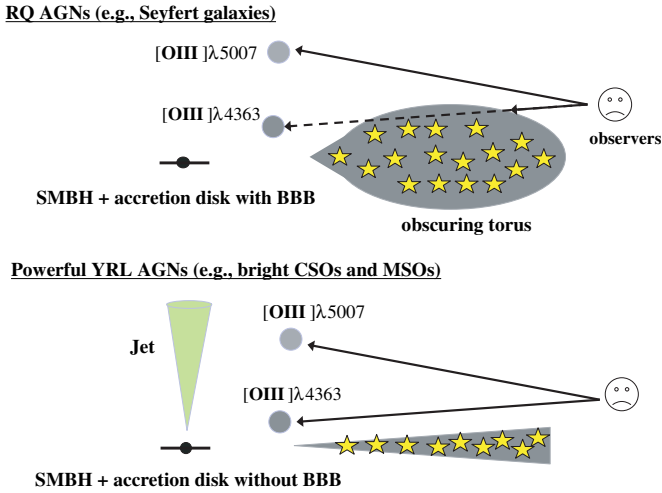 RQ AGNs (e.g., Seyfert galaxies)
[OIII ]λ5007
[OIII ]λ4363
observers
SMBH + accretion disk with BBB
obscuring torus
Powerful YRL AGNs (e.g., bright CSOs and MSOs)
[OIII ]λ5007
Jet
[OIII ]λ4363
SMBH + accretion disk without BBB